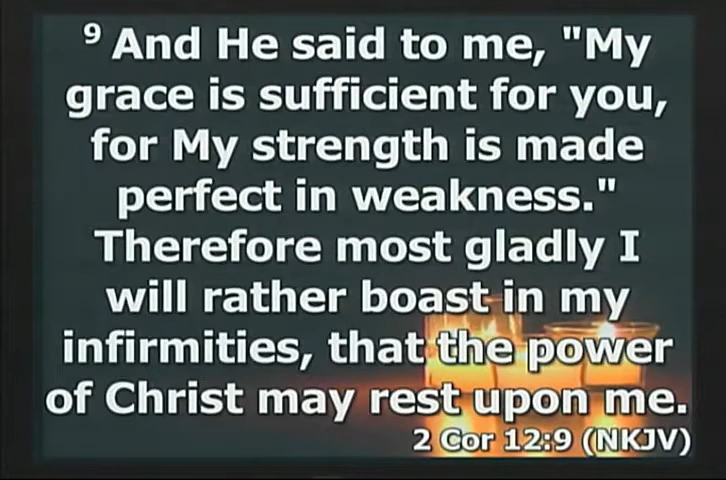 9 And He said to me, "My
grace is sufficient for you,
for My strength is made
perfect in weakness."
Therefore most gladly I
will rather boast in my
infirmities, that the power
of Christ may rest upon me.
2 Cor 12:9 (NKJV)